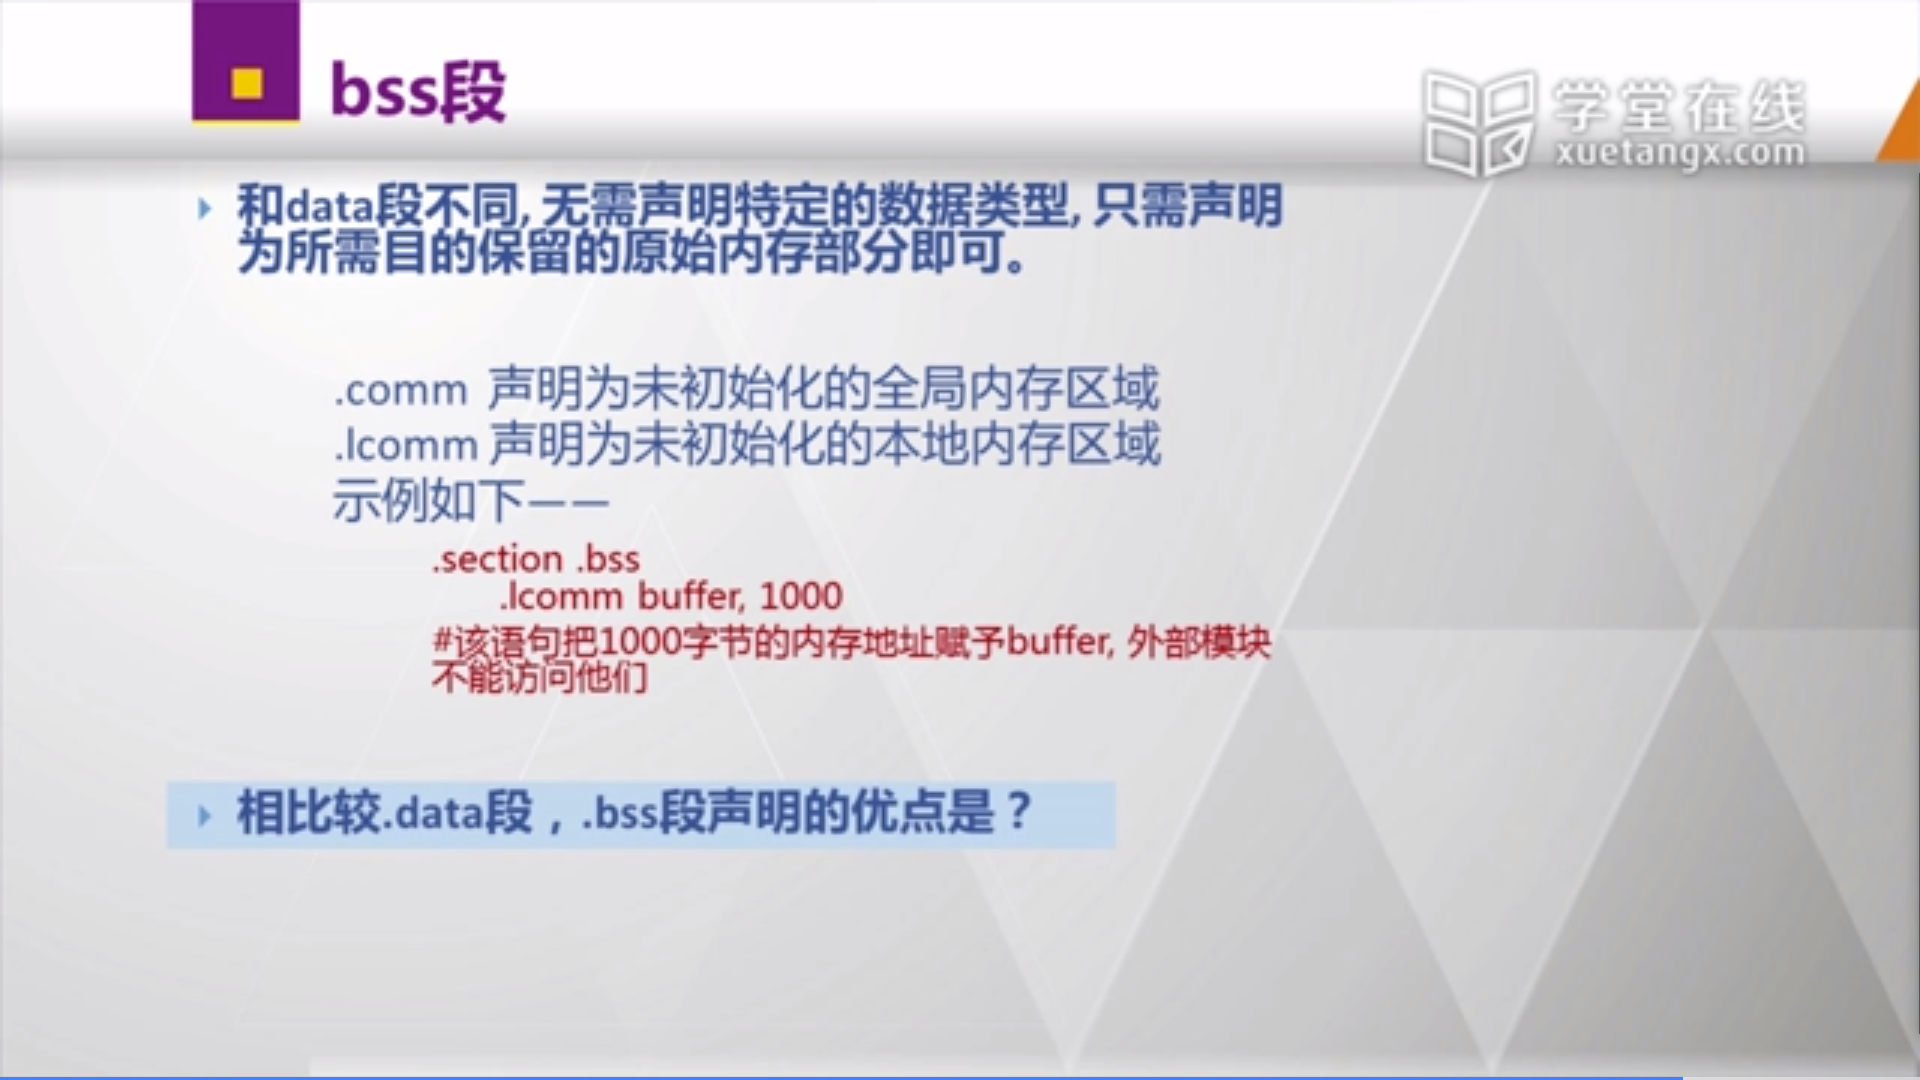 bss段
学堂在线
xuetangx.com
和data段不同, 无需声明特定的数据类型, 只需声明
为所需目的保留的原始内存部分即可。
.comm 声明为未初始化的全局内存区域
.lcomm 声明为未初始化的本地内存区域
示例如下——
.section .bss
.lcomm buffer, 1000
#该语句把1000字节的内存地址赋予buffer, 外部模块
不能访问他们
相比较.data段，.bss段声明的优点是？